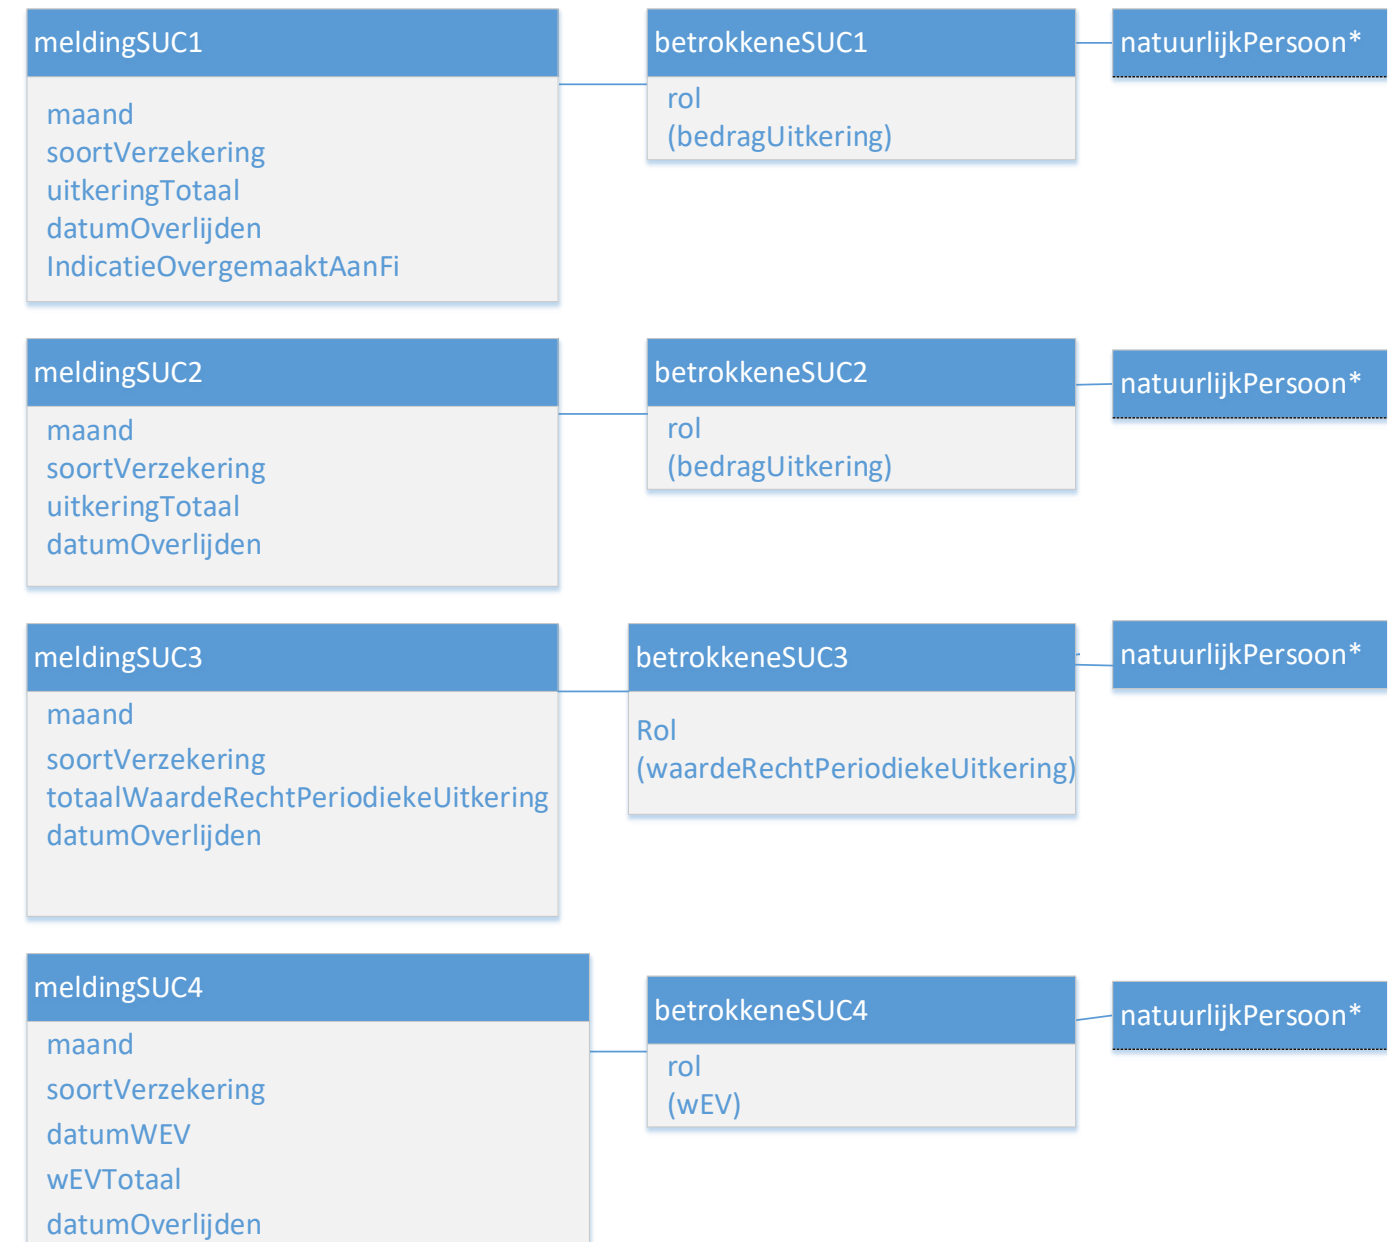 meldingSUC1
maand
soortVerzekering
uitkeringTotaal
datumOverlijden
IndicatieOvergemaaktAanFi
betrokkeneSUC1
rol
(bedragUitkering)
natuurlijkPersoon*
meldingSUC2
maand
soortVerzekering
uitkeringTotaal
datumOverlijden
betrokkeneSUC2
rol
(bedragUitkering)
natuurlijkPersoon*
meldingSUC3
maand
soortVerzekering
totaalWaardeRechtPeriodiekeUitkering
datumOverlijden
betrokkeneSUC3
Rol
(waardeRechtPeriodiekeUitkering)
natuurlijkPersoon*
meldingSUC4
maand
soortVerzekering
datumWEV
wEVTotaal
datumOverlijden
betrokkeneSUC4
rol
(wEV)
natuurlijkPersoon*